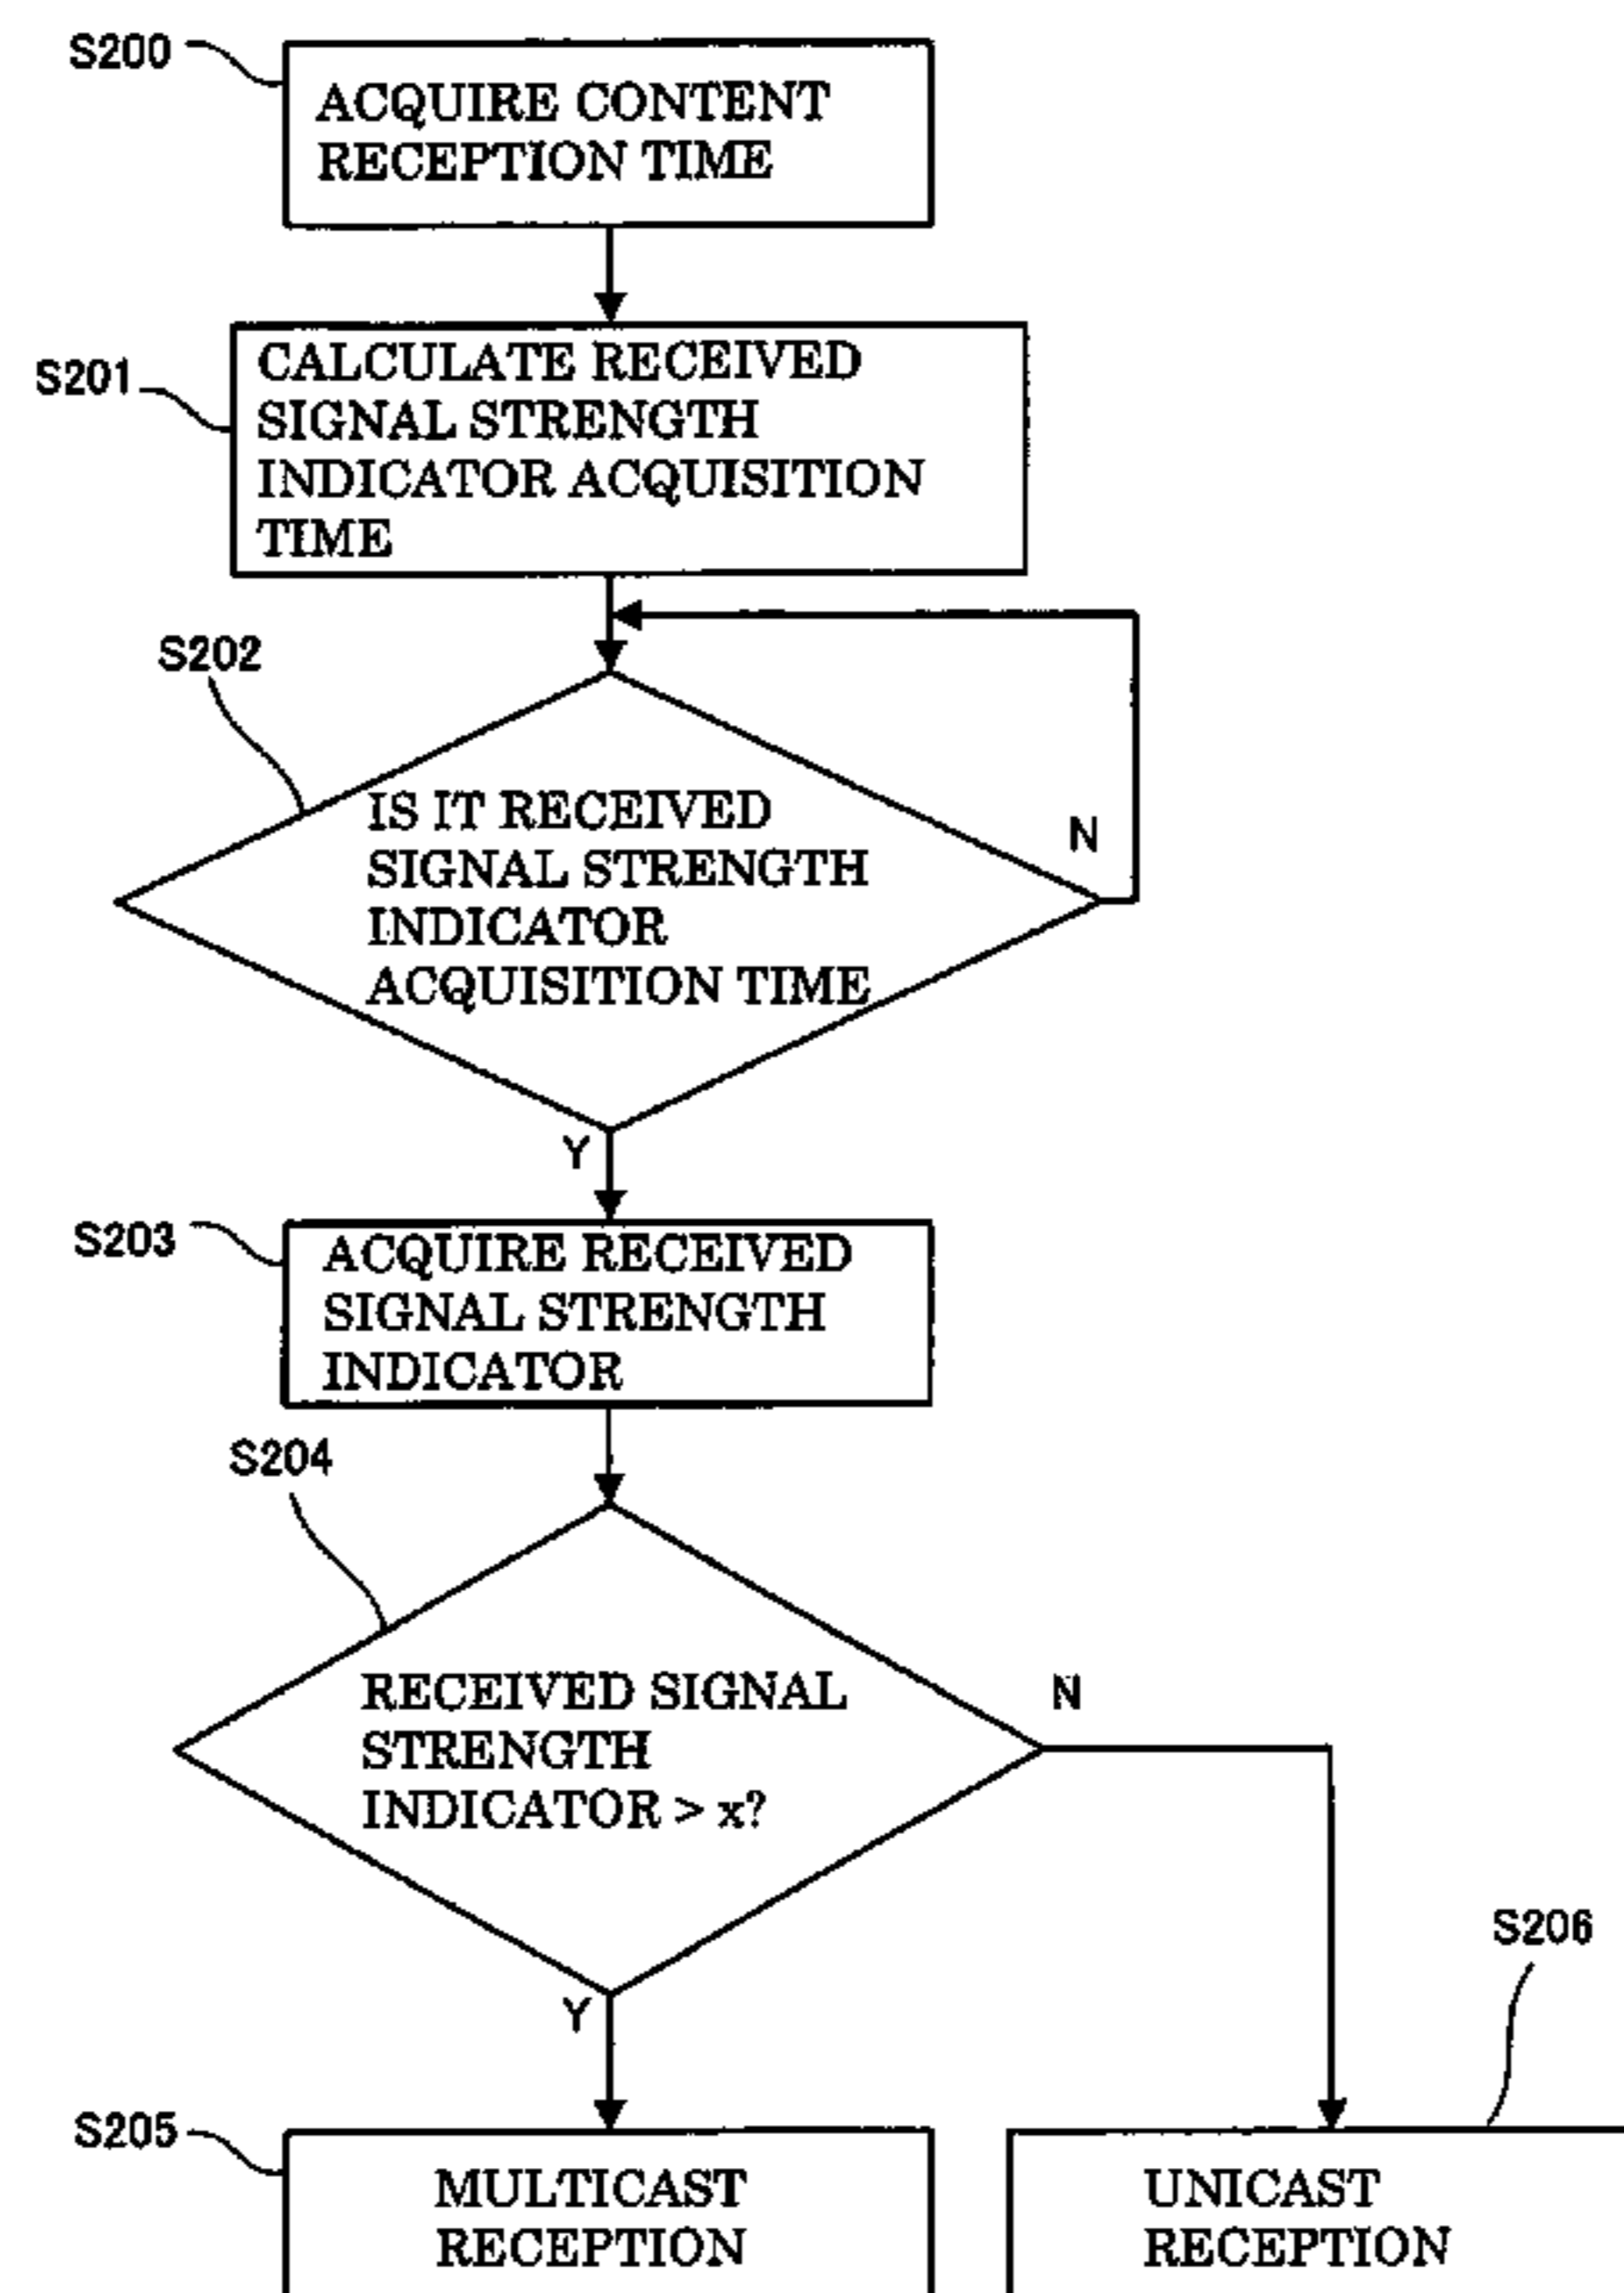 S200
ACQUIRE CONTENT
RECEPTION TIME
S201
CALCULATE RECEIVED
SIGNAL STRENGTH
INDICATOR ACQUISITION
TIME
S202
IS IT RECEIVED
SIGNAL STRENGTH
INDICATOR
ACQUISITION TIME
N
Y
S203
ACQUIRE RECEIVED
SIGNAL STRENGTH
INDICATOR
S204
RECEIVED SIGNAL
STRENGTH
INDICATOR > x?
N
Y
S205
MULTICAST
RECEPTION
S206
UNICAST
RECEPTION